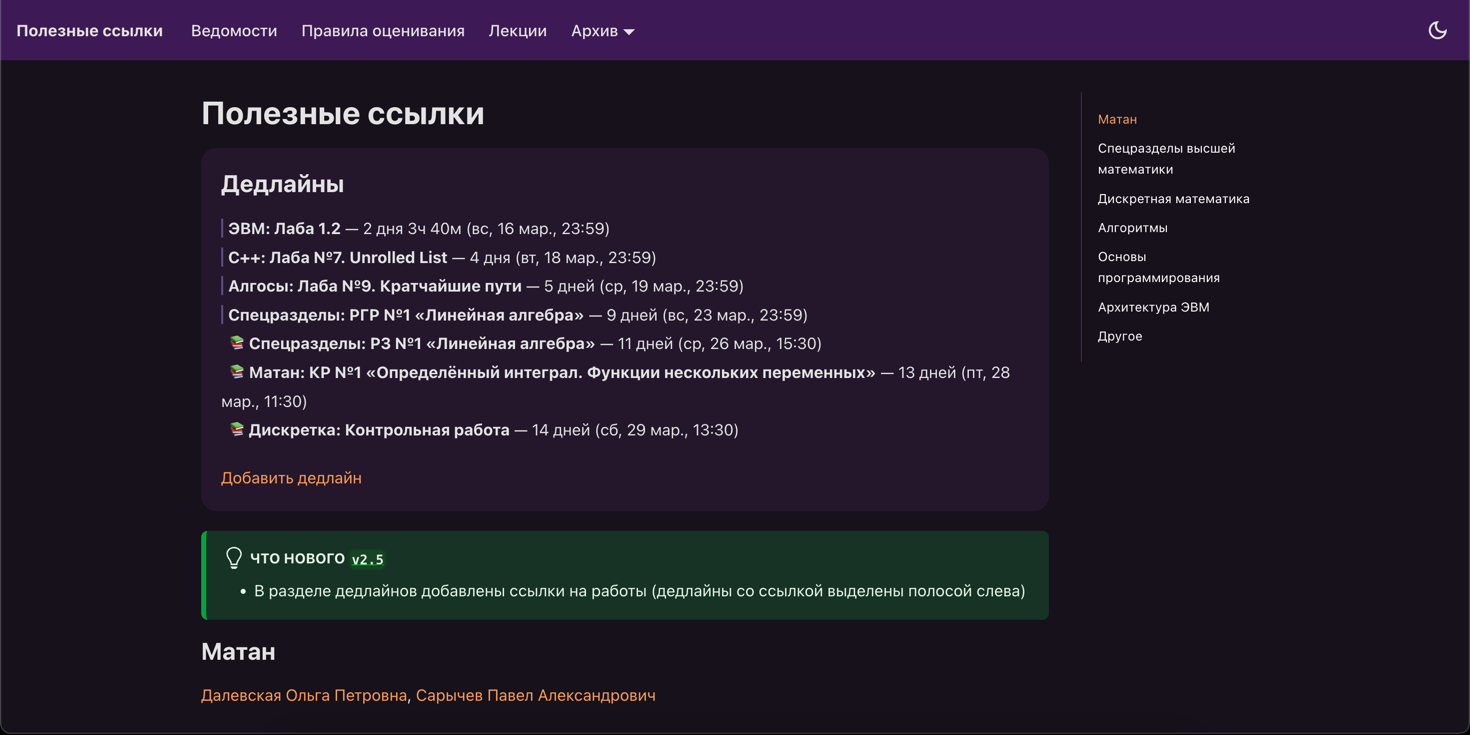 Полезные ссылки Ведомости Правила оценивания Лекции Архив
Полезные ссылки
Дедлайны
ЭВМ: Лаба 1.2 — 2 дня 3ч 40м (вс, 16 мар., 23:59)
C++: Лаба №7. Unrolled List — 4 дня (вт, 18 мар., 23:59)
Алгосы: Лаба №9. Кратчайшие пути — 5 дней (ср, 19 мар., 23:59)
Спецразделы: РГР №1 «Линейная алгебра» — 9 дней (вс, 23 мар., 23:59)
📚 Спецразделы: РЗ №1 «Линейная алгебра» — 11 дней (ср, 26 мар., 15:30)
📚 Матан: КР №1 «Определённый интеграл. Функции нескольких переменных» — 13 дней (пт, 28
мар., 11:30)
📚 Дискретка: Контрольная работа — 14 дней (сб, 29 мар., 13:30)
Добавить дедлайн
ЧТО НОВОГО v2.5
• В разделе дедлайнов добавлены ссылки на работы (дедлайны со ссылкой выделены полосой слева)
Матан
Далевская Ольга Петровна, Сарычев Павел Александрович
Матан
Спецразделы высшей
математики
Дискретная математика
Алгоритмы
Основы
программирования
Архитектура ЭВМ
Другое